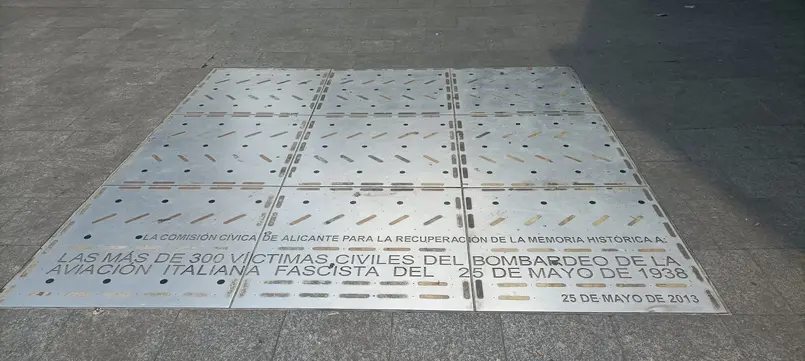 LA COMISIÓN CÍVICA DE ALICANTE PARA LA RECUPERACIÓN DE LA MEMORIA HISTÓRICA A:
LAS MÁS DE 300 VÍCTIMAS CIVILES DEL BOMBARDEO DE LA
AVIACIÓN ITALIANA FASCISTA DEL 25 DE MAYO DE 1938
25 DE MAYO DE 2013